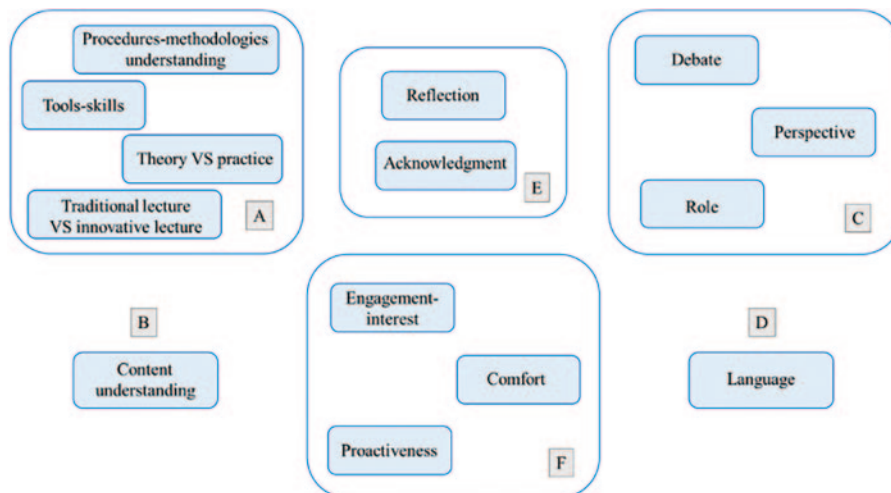 Procedures-methodologies
understanding
Tools-skills
Theory VS practice
Traditional lecture
VS innovative lecture
A
Reflection
Acknowledgment
E
Debate
Perspective
Role
C
B
Content
understanding
Engagement-
interest
Comfort
Proactiveness
F
D
Language